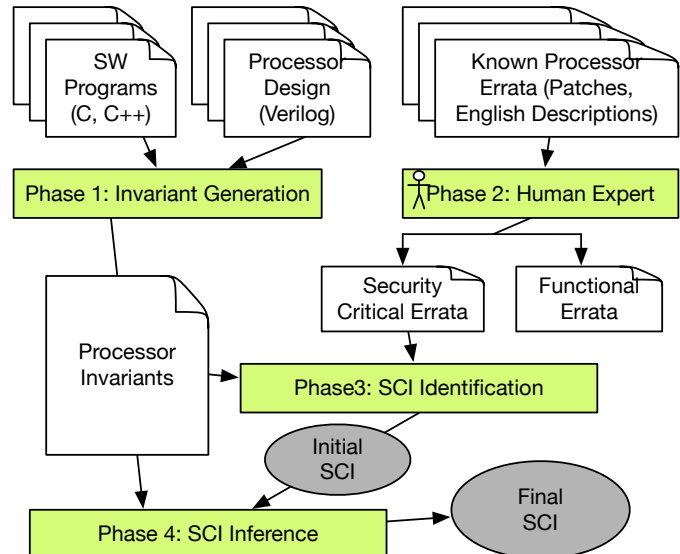 SW
Programs
(C, C++)
Processor
Design
(Verilog)
Known Processor
Errata (Patches,
English Descriptions)
Phase 1: Invariant Generation
Phase 2: Human Expert
Security
Critical Errata
Functional
Errata
Processor
Invariants
Phase3: SCI Identification
Initial
SCI
Final
SCI
Phase 4: SCI Inference